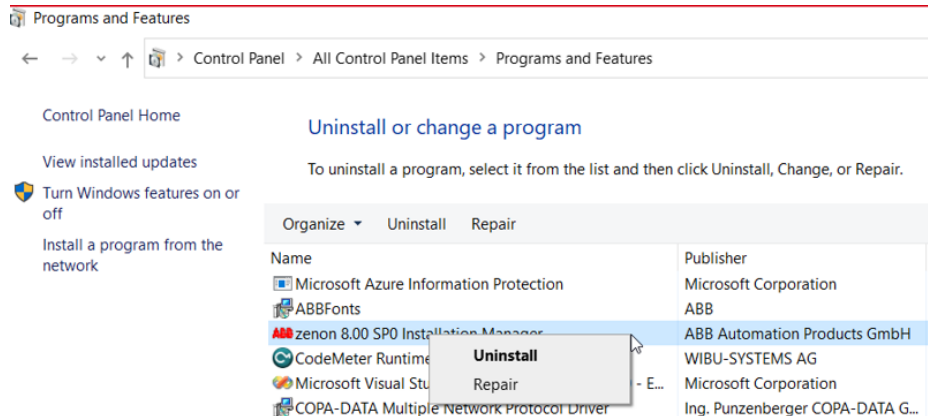 Programs and Features
Control Panel > All Control Panel Items > Programs and Features
Control Panel Home
Uninstall or change a program
View installed updates
To uninstall a program, select it from the list and then click Uninstall, Change, or Repair.
Turn Windows features on or
off
Install a program from the
network
Organize Uninstall Repair
Name Publisher
Microsoft Azure Information Protection Microsoft Corporation
ABBFonts ABB
ABB zenon 8.00 SP0 Installation Manager ABB Automation Products GmbH
CodeMeter Runtime WIBU-SYSTEMS AG
Uninstall
Microsoft Visual Stu - E... Microsoft Corporation
Repair
COPA-DATA Multiple Network Protocol Driver Ing. Punzenberger COPA-DATA G...